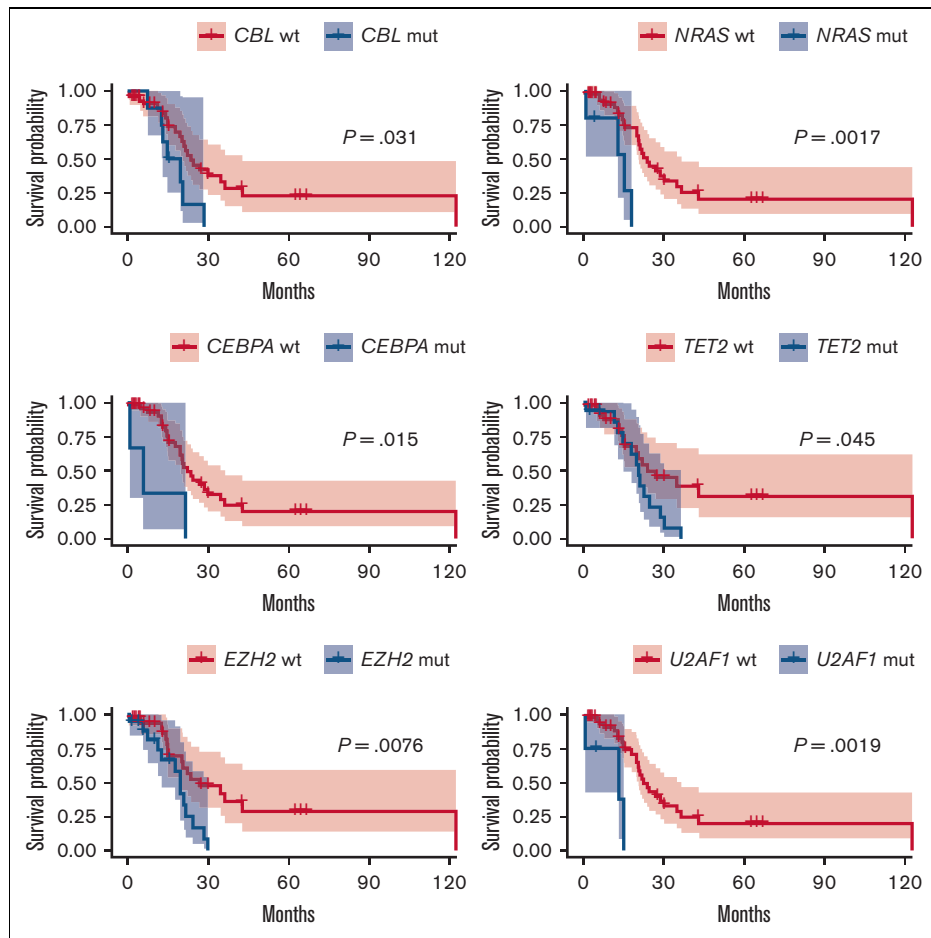 CBL wt CBL mut
Survival probability
1.00
0.75
0.50
0.25
0.00
P = .031
0 30 60 90 120
Months
NRAS wt NRAS mut
Survival probability
1.00
0.75
0.50
0.25
0.00
P = .0017
0 30 60 90 120
Months
CEBPA wt CEBPA mut
Survival probability
1.00
0.75
0.50
0.25
0.00
P = .015
0 30 60 90 120
Months
TET2 wt TET2 mut
Survival probability
1.00
0.75
0.50
0.25
0.00
P = .045
0 30 60 90 120
Months
EZH2 wt EZH2 mut
Survival probability
1.00
0.75
0.50
0.25
0.00
P = .0076
0 30 60 90 120
Months
U2AF1 wt U2AF1 mut
Survival probability
1.00
0.75
0.50
0.25
0.00
P = .0019
0 30 60 90 120
Months